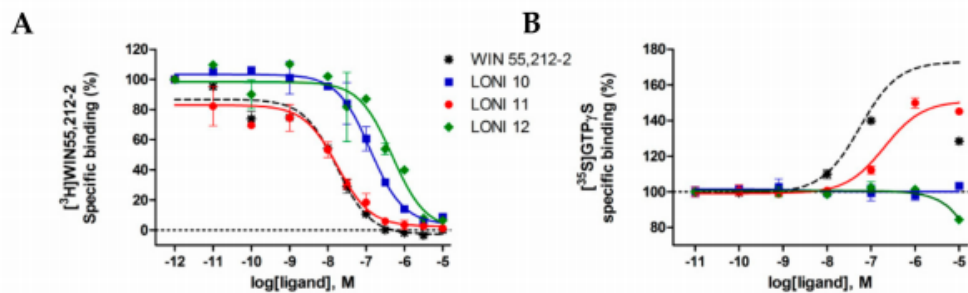 A
B
[³H]WIN55,212-2
Specific binding (%)
120
100
80
60
40
20
0
-12 -11 -10 -9 -8 -7 -6 -5
log[ligand], M
WIN 55,212-2
LONI 10
LONI 11
LONI 12
[³⁵S]GTPγS
specific binding (%)
180
160
140
120
100
80
-11 -10 -9 -8 -7 -6 -5
log[ligand], M